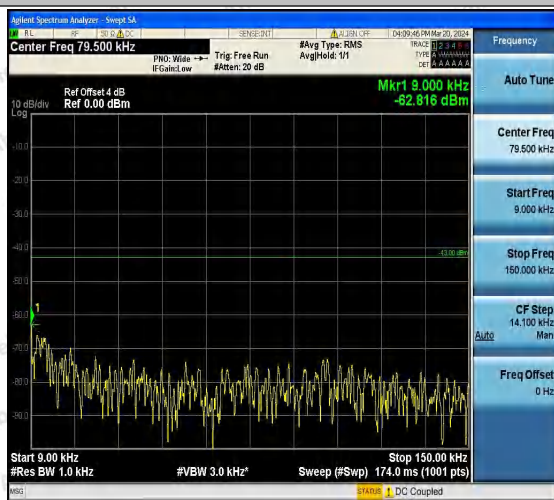 Agilent Spectrum Analyzer - Swept SA
RL RF 50 Ω DC SENSE:INT ALIGN OFF 04:09:46 PM Mar 20, 2024
Center Freq 79.500 kHz
PNO: Wide
IFGain:Low
Trig: Free Run
#Atten: 20 dB
#Avg Type: RMS
Avg|Hold: 1/1
TRACE 1 2 3 4 5 6
TYPE
DET A A A A A A
Frequency
Mkr1 9.000 kHz
-62.816 dBm
Ref Offset 4 dB
10 dB/div Ref 0.00 dBm
Log
-10.0
-20.0
-30.0
-40.0
-43.00 dBm
-50.0
-60.0
1
-70.0
-80.0
-90.0
Start 9.00 kHz Stop 150.00 kHz
#Res BW 1.0 kHz #VBW 3.0 kHz* Sweep (#Swp) 174.0 ms (1001 pts)
Auto Tune
Center Freq
79.500 kHz
Start Freq
9.000 kHz
Stop Freq
150.000 kHz
CF Step
14.100 kHz
Auto Man
Freq Offset
0 Hz
MSG STATUS DC Coupled